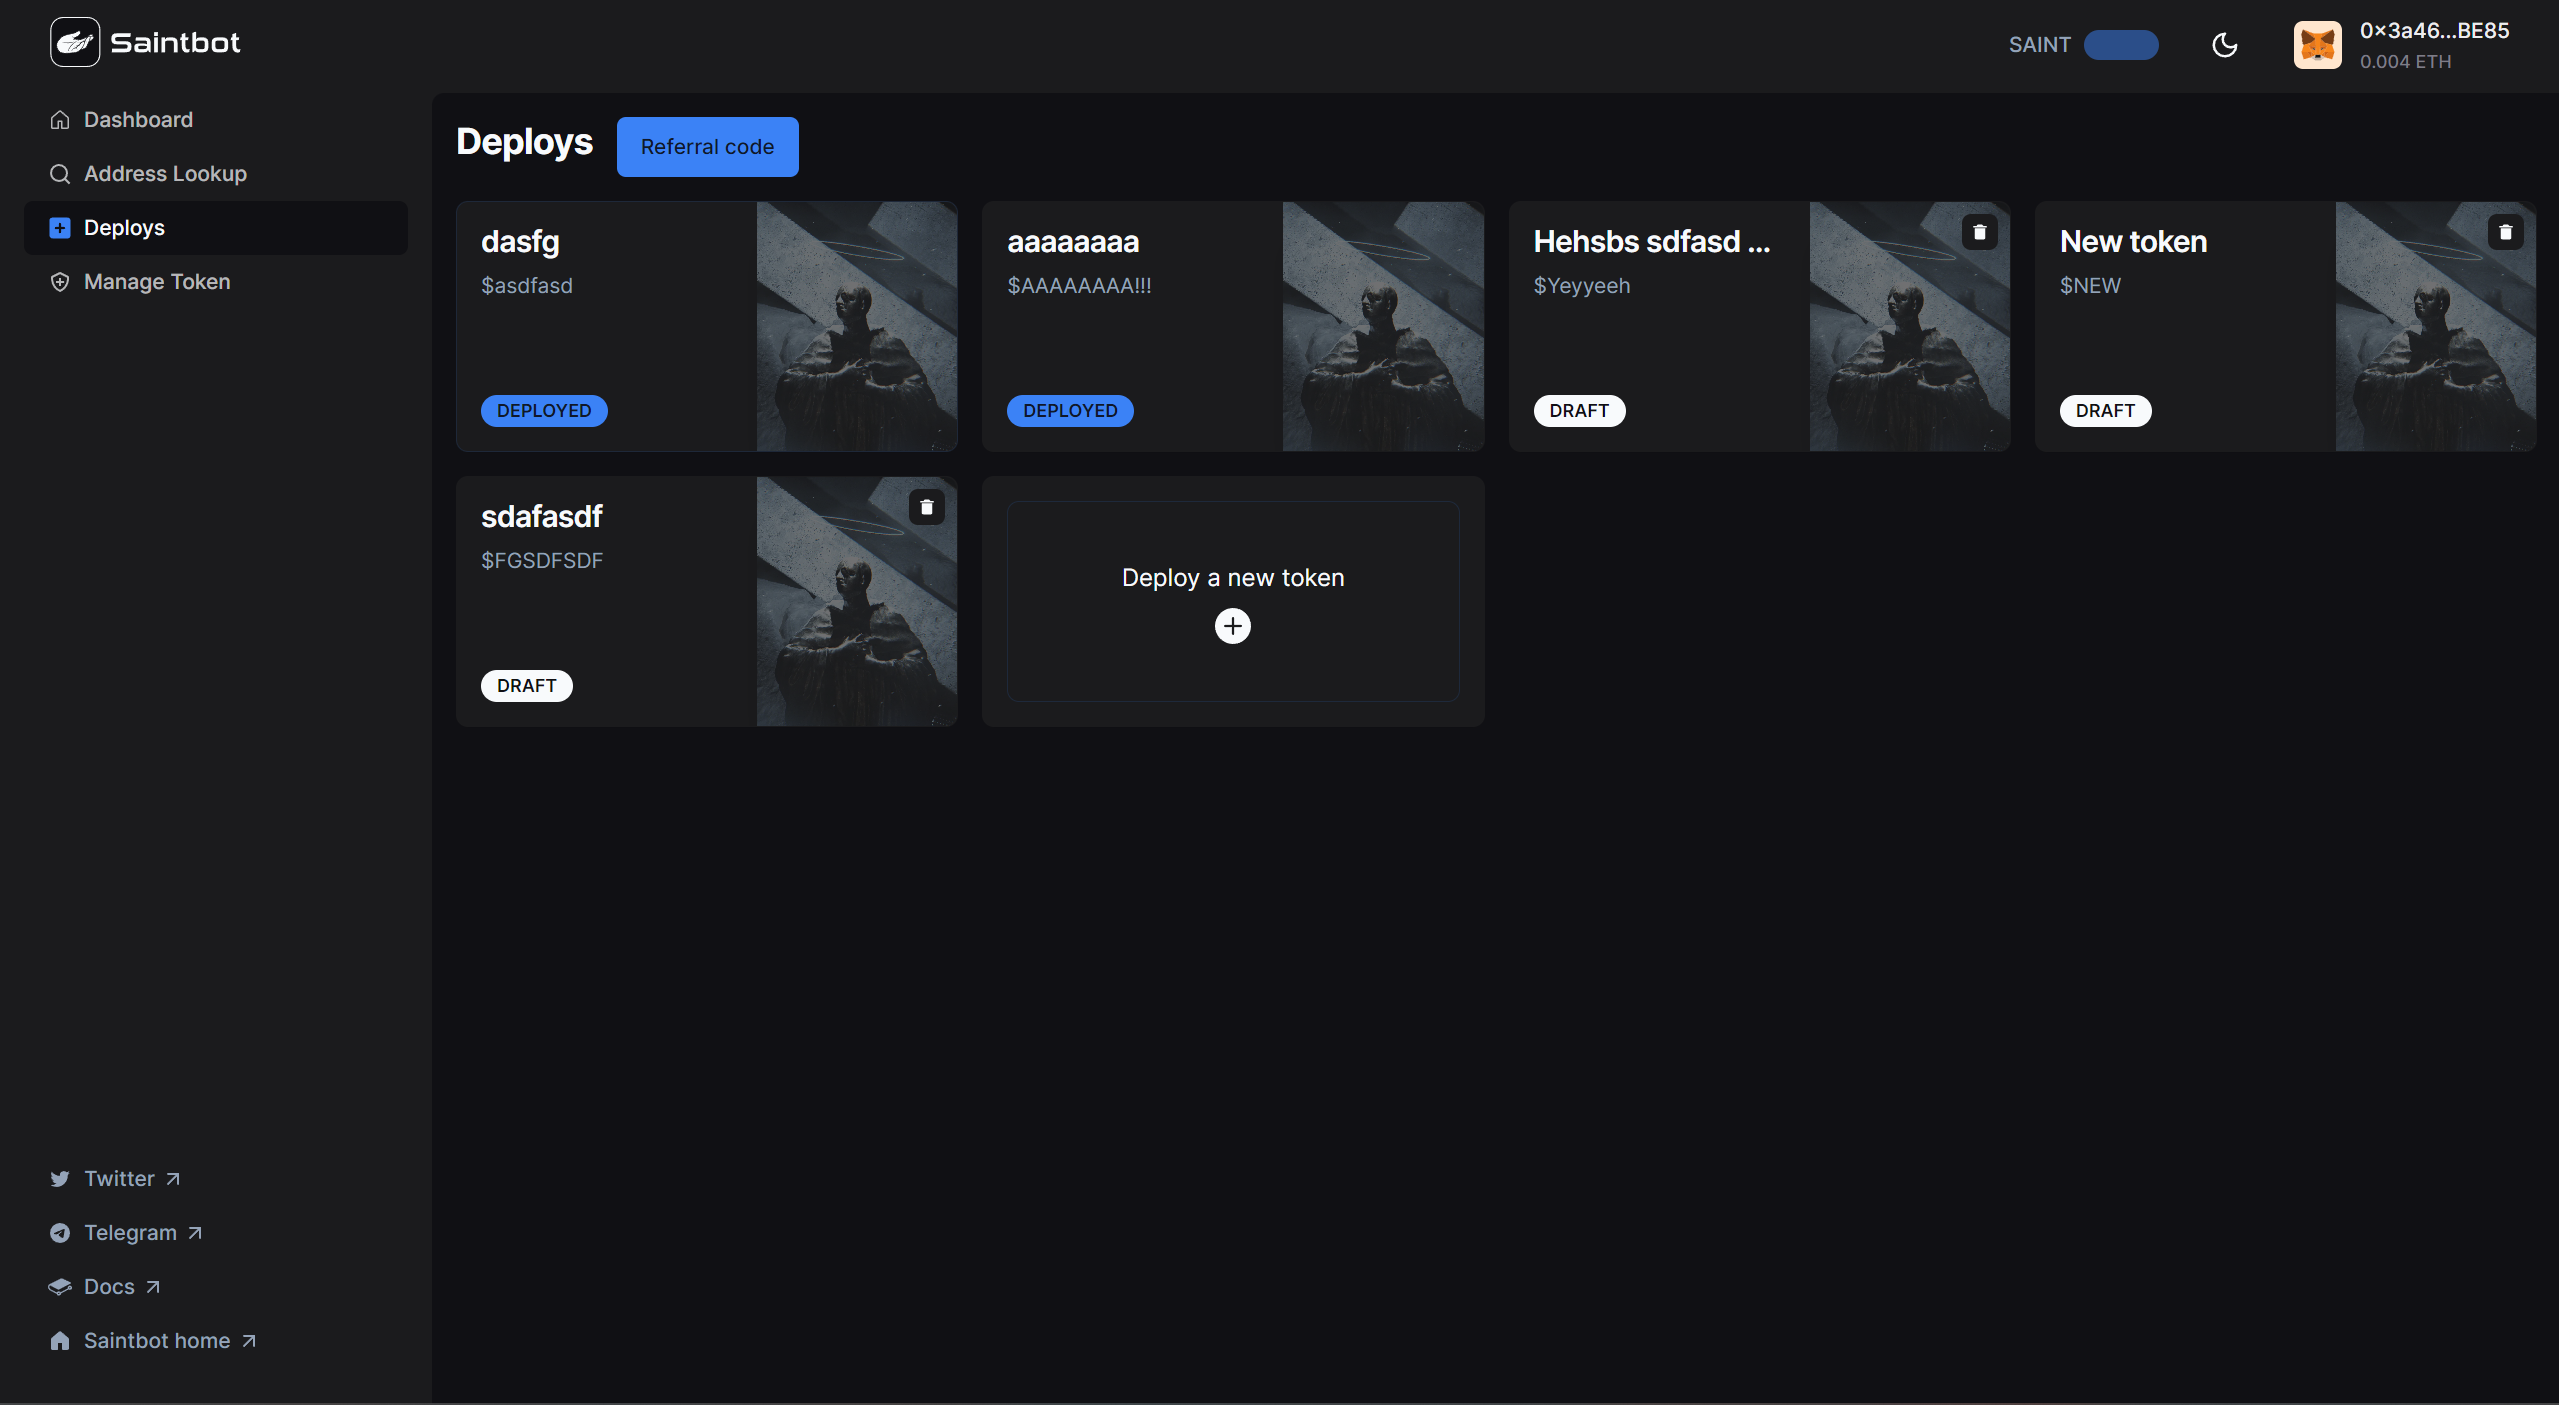 Saintbot
SAINT
0×3a46...BE85
0.004 ETH
Dashboard
Address Lookup
Deploys
Manage Token
Deploys
Referral code
dasfg
$asdfasd
DEPLOYED
aaaaaaaa
$AAAAAAAA!!!
DEPLOYED
Hehsbs sdfasd ...
$Yeyyeeh
DRAFT
New token
$NEW
DRAFT
sdafasdf
$FGSDFSDF
DRAFT
Deploy a new token
Twitter
Telegram
Docs
Saintbot home